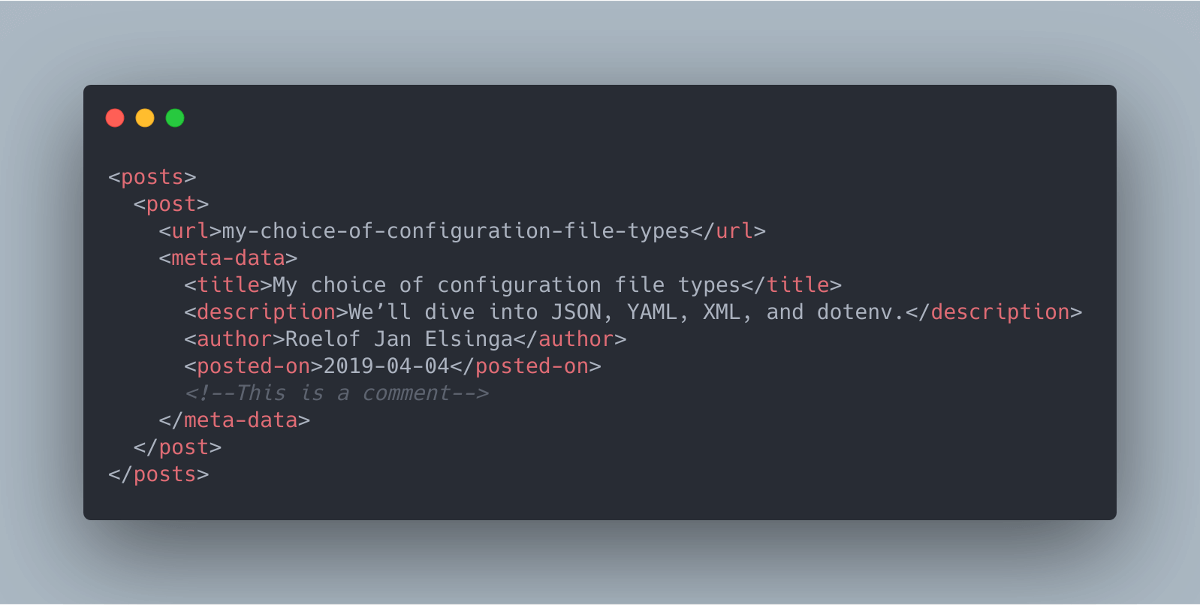 <posts>
  <post>
    <url>my-choice-of-configuration-file-types</url>
    <meta-data>
      <title>My choice of configuration file types</title>
      <description>We’ll dive into JSON, YAML, XML, and dotenv.</description>
      <author>Roelof Jan Elsinga</author>
      <posted-on>2019-04-04</posted-on>
      <!--This is a comment-->
    </meta-data>
  </post>
</posts>